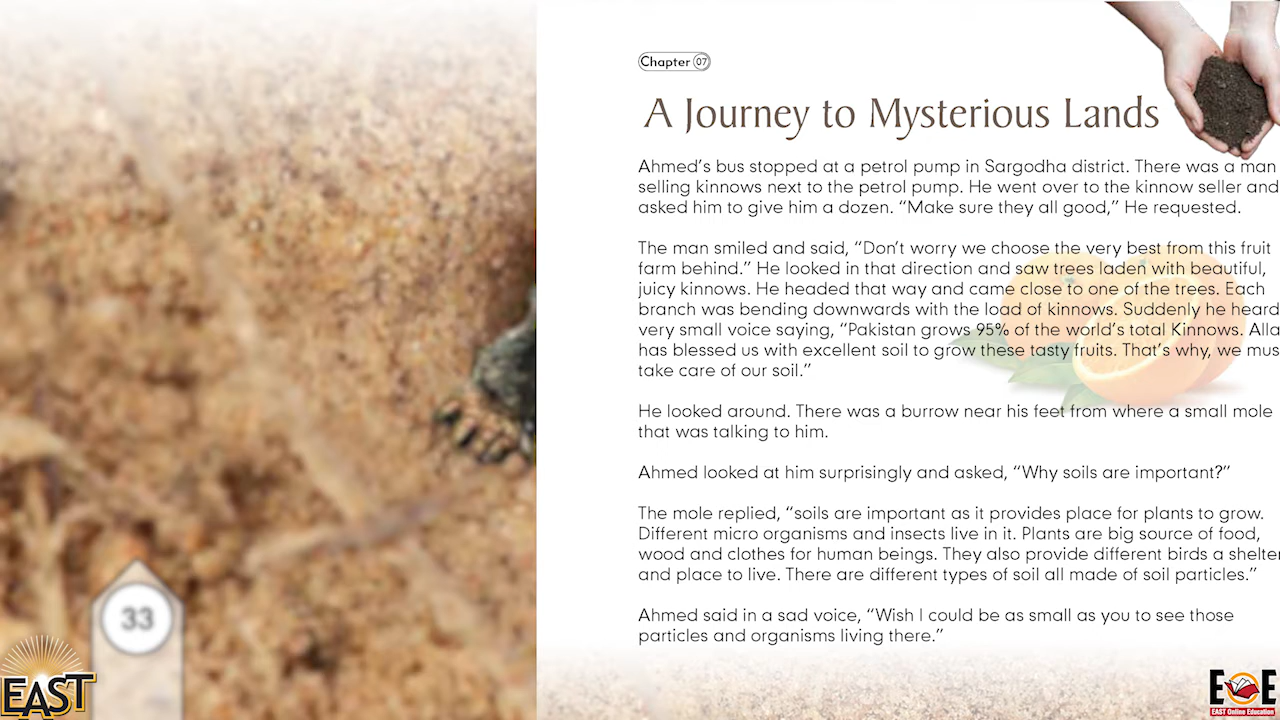 Chapter 07
A Journey to Mysterious Lands
Ahmed's bus stopped at a petrol pump in Sargodha district. There was a man
selling kinnows next to the petrol pump. He went over to the kinnow seller and
asked him to give him a dozen. “Make sure they all good,” He requested.
The man smiled and said, “Don't worry we choose the very best from this fruit
farm behind.” He looked in that direction and saw trees laden with beautiful,
juicy kinnows. He headed that way and came close to one of the trees. Each
branch was bending downwards with the load of kinnows. Suddenly he heard
very small voice saying, “Pakistan grows 95% of the world's total Kinnows. Alla
has blessed us with excellent soil to grow these tasty fruits. That's why, we mus
take care of our soil.”
He looked around. There was a burrow near his feet from where a small mole
that was talking to him.
Ahmed looked at him surprisingly and asked, “Why soils are important?”
The mole replied, “soils are important as it provides place for plants to grow.
Different micro organisms and insects live in it. Plants are big source of food,
wood and clothes for human beings. They also provide different birds a shelter
and place to live. There are different types of soil all made of soil particles.”
Ahmed said in a sad voice, “Wish I could be as small as you to see those
particles and organisms living there.”
33
EAST
EOE
EAST Online Education